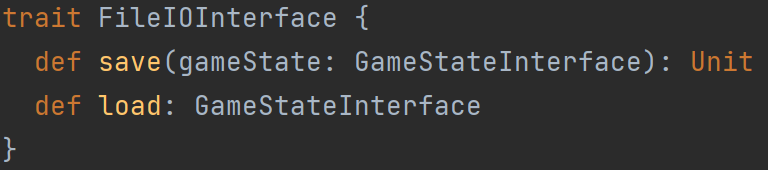 trait FileIOInterface {
  def save(gameState: GameStateInterface): Unit
  def load: GameStateInterface
}